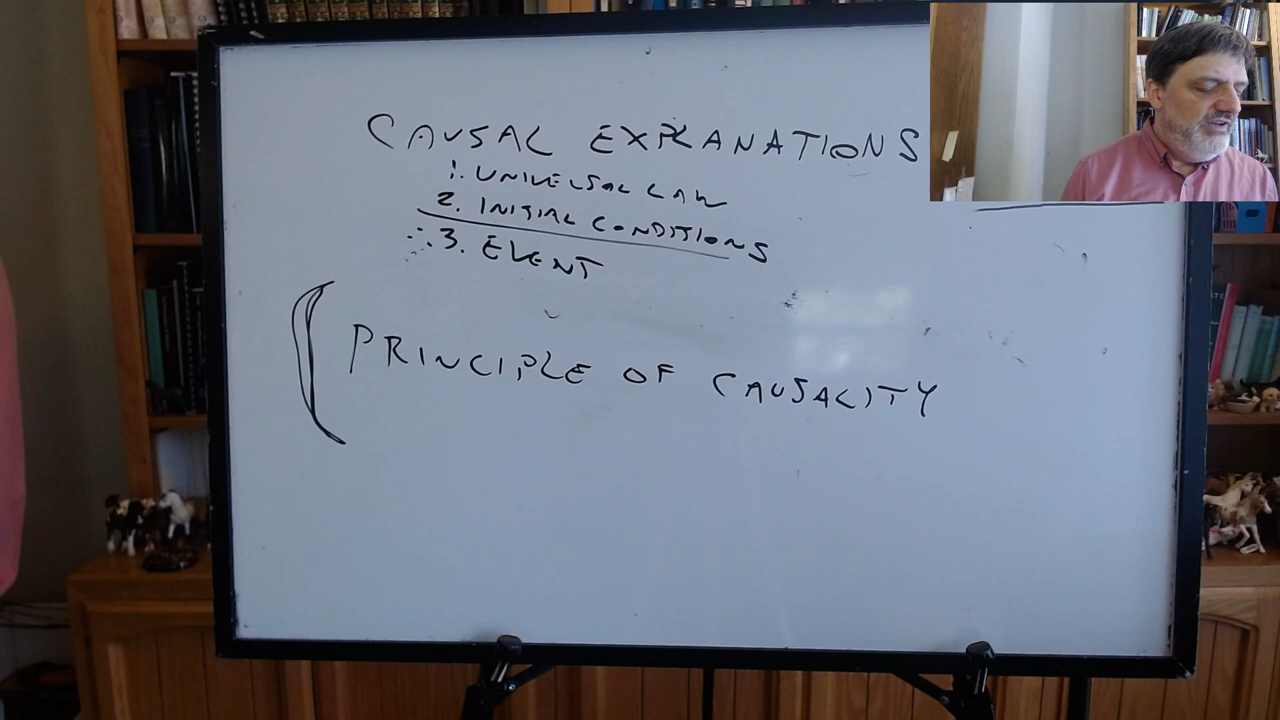 CAUSAL EXPLANATIONS
1. UNIVERSAL LAW
2. INITIAL CONDITIONS
∴ 3. EVENT
PRINCIPLE OF CAUSALITY